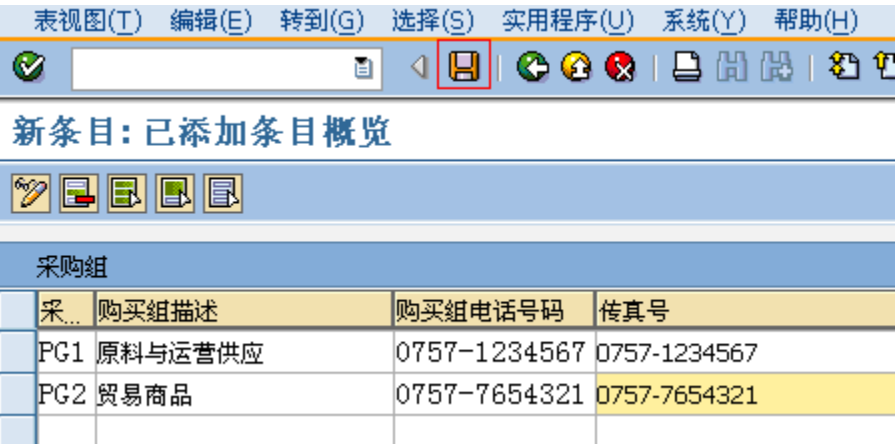 表视图(T) 编辑(E) 转到(G) 选择(S) 实用程序(U) 系统(Y) 帮助(H)
新条目: 已添加条目概览
采购组
采... 购买组描述 购买组电话号码 传真号
PG1 原料与运营供应 0757-1234567 0757-1234567
PG2 贸易商品 0757-7654321 0757-7654321